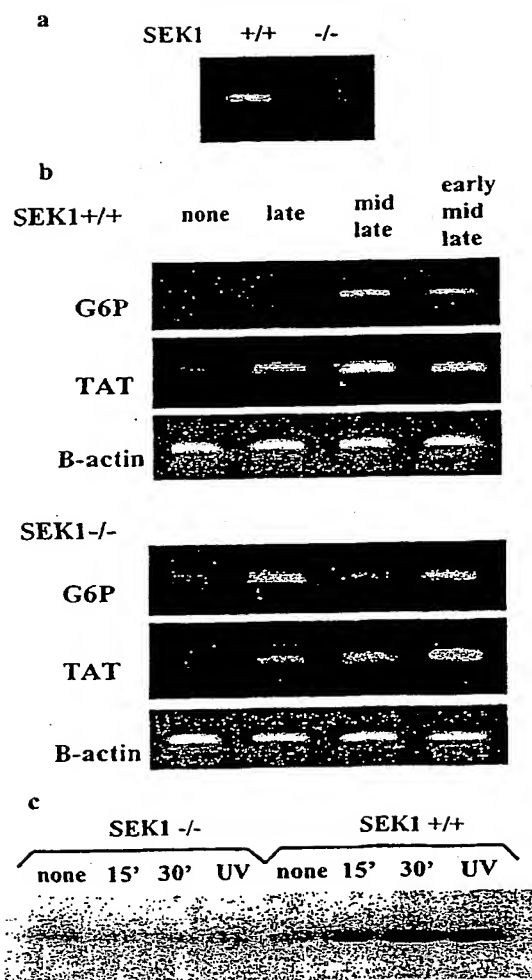 a
SEK1 +/+ -/-
b
SEK1+/+ none late mid late early mid late
G6P
TAT
B-actin
SEK1-/-
G6P
TAT
B-actin
c
SEK1 -/- SEK1 +/+
none 15' 30' UV none 15' 30' UV